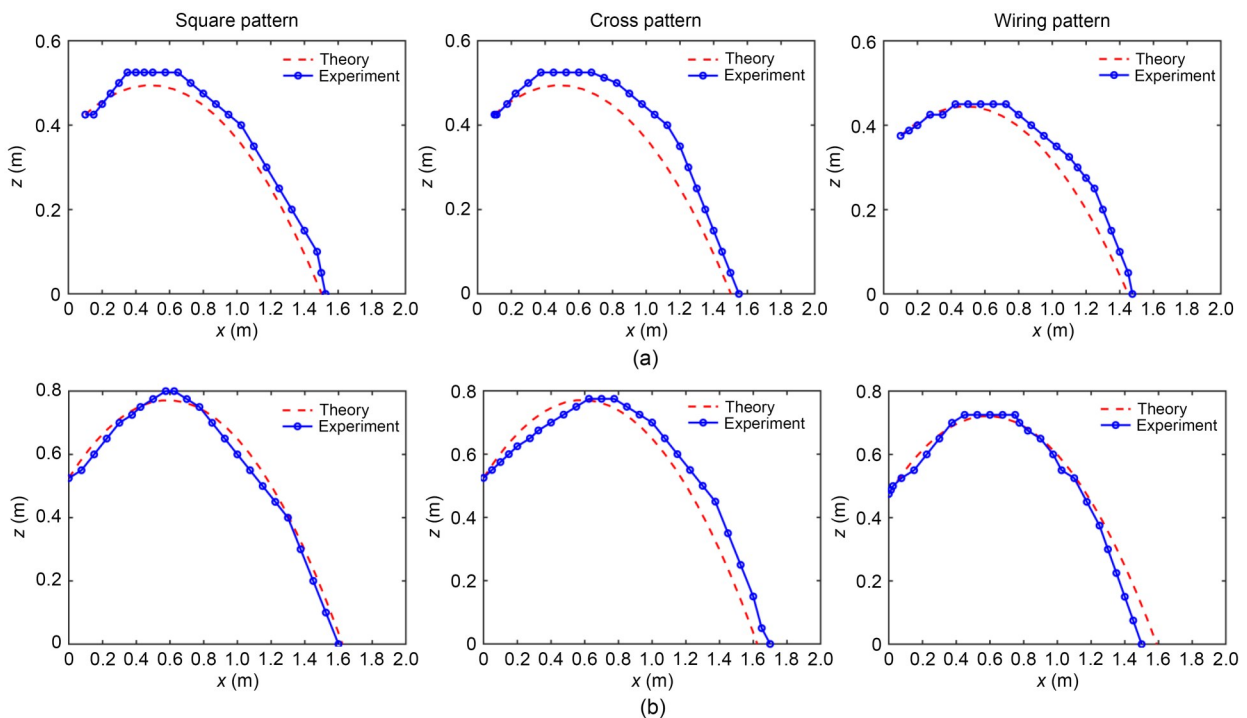 (a) Square pattern Cross pattern Wiring pattern
0.6 0.6 0.6
Theory Theory Theory
Experiment Experiment Experiment
0.4 0.4 0.4
z (m) z (m) z (m)
0.2 0.2 0.2
0 0 0
0 0.2 0.4 0.6 0.8 1.0 1.2 1.4 1.6 1.8 2.0 0 0.2 0.4 0.6 0.8 1.0 1.2 1.4 1.6 1.8 2.0 0 0.2 0.4 0.6 0.8 1.0 1.2 1.4 1.6 1.8 2.0
x (m) x (m) x (m)
(a)
0.8 0.8 0.8
Theory Theory Theory
Experiment Experiment Experiment
0.6 0.6 0.6
z (m) z (m) z (m)
0.4 0.4 0.4
0.2 0.2 0.2
0 0 0
0 0.2 0.4 0.6 0.8 1.0 1.2 1.4 1.6 1.8 2.0 0 0.2 0.4 0.6 0.8 1.0 1.2 1.4 1.6 1.8 2.0 0 0.2 0.4 0.6 0.8 1.0 1.2 1.4 1.6 1.8 2.0
x (m) x (m) x (m)
(b)